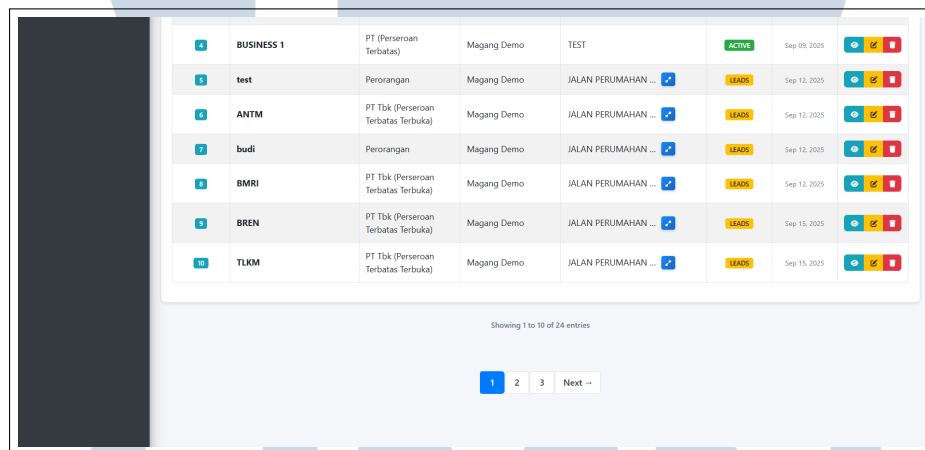 4 BUSINESS 1 PT (Perseroan Terbatas) Magang Demo TEST ACTIVE Sep 09, 2025
5 test Perorangan Magang Demo JALAN PERUMAHAN ... LEADS Sep 12, 2025
6 ANTM PT Tbk (Perseroan Terbatas Terbuka) Magang Demo JALAN PERUMAHAN ... LEADS Sep 12, 2025
7 budi Perorangan Magang Demo JALAN PERUMAHAN ... LEADS Sep 12, 2025
8 BMRI PT Tbk (Perseroan Terbatas Terbuka) Magang Demo JALAN PERUMAHAN ... LEADS Sep 12, 2025
9 BREN PT Tbk (Perseroan Terbatas Terbuka) Magang Demo JALAN PERUMAHAN ... LEADS Sep 15, 2025
10 TLKM PT Tbk (Perseroan Terbatas Terbuka) Magang Demo JALAN PERUMAHAN ... LEADS Sep 15, 2025
Showing 1 to 10 of 24 entries
1 2 3 Next →